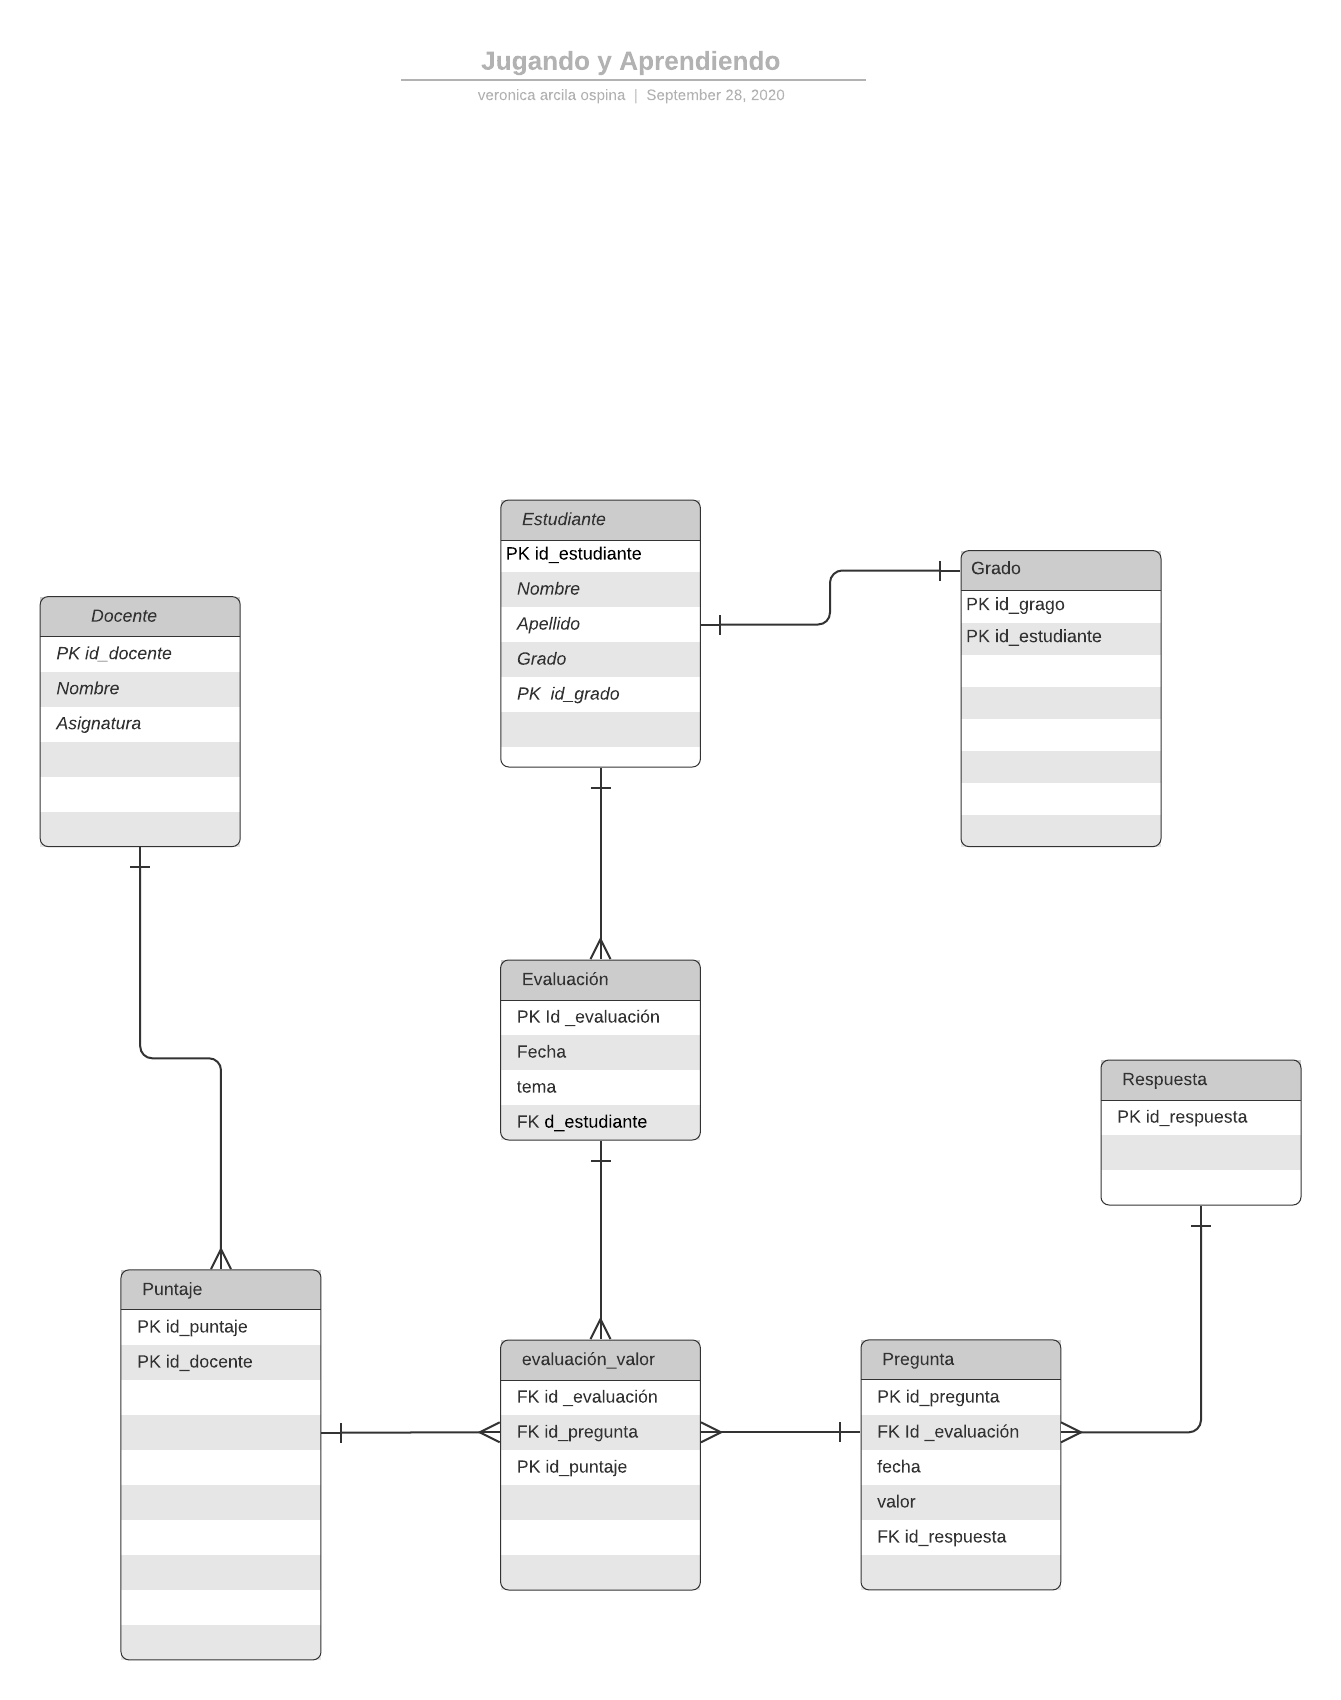 Jugando y Aprendiendo
veronica arcila ospina | September 28, 2020
Estudiante
PK id_estudiante
Nombre
Apellido
Grado
PK id_grado
Grado
PK id_grago
PK id_estudiante
Docente
PK id_docente
Nombre
Asignatura
Evaluación
PK Id _evaluación
Fecha
tema
FK d_estudiante
Respuesta
PK id_respuesta
Puntaje
PK id_puntaje
PK id_docente
evaluación_valor
FK id _evaluación
FK id_pregunta
PK id_puntaje
Pregunta
PK id_pregunta
FK Id _evaluación
fecha
valor
FK id_respuesta